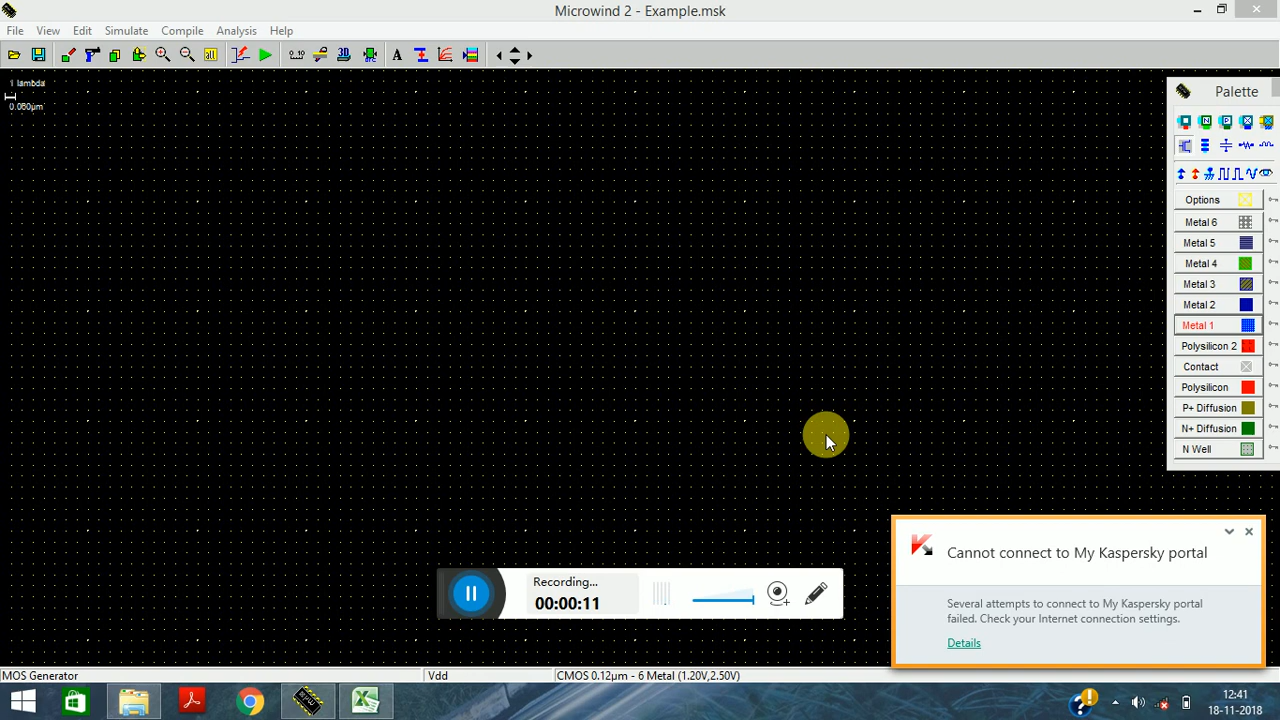 Microwind 2 - Example.msk
File View Edit Simulate Compile Analysis Help
1 lambda
0.060µm
Palette
Options
Metal 6
Metal 5
Metal 4
Metal 3
Metal 2
Metal 1
Polysilicon 2
Contact
Polysilicon
P+ Diffusion
N+ Diffusion
N Well
Cannot connect to My Kaspersky portal
Several attempts to connect to My Kaspersky portal
failed. Check your Internet connection settings.
Details
Recording...
00:00:11
MOS Generator Vdd CMOS 0.12µm - 6 Metal (1.20V,2.50V)
12:41
18-11-2018